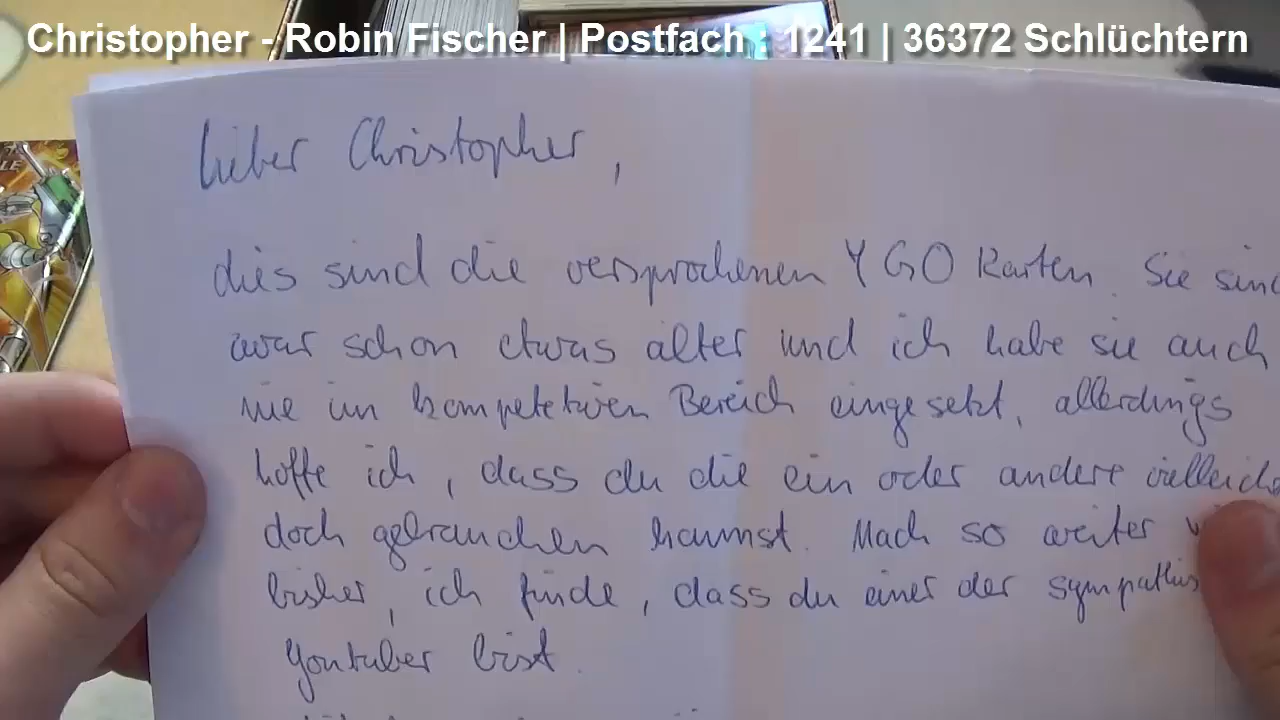 Christopher - Robin Fischer | Postfach : 1241 | 36372 Schlüchtern
lieber Christopher,
dies sind die versprochenen YGO Karten. Sie sind
zwar schon etwas älter und ich habe sie auch
nie im kompetetiven Bereich eingesetzt, allerdings
hoffe ich, dass du die ein oder andere
doch gebrauchen kannst. Mach so weiter
bisher, ich finde, dass du einer der
Youtuber bist.